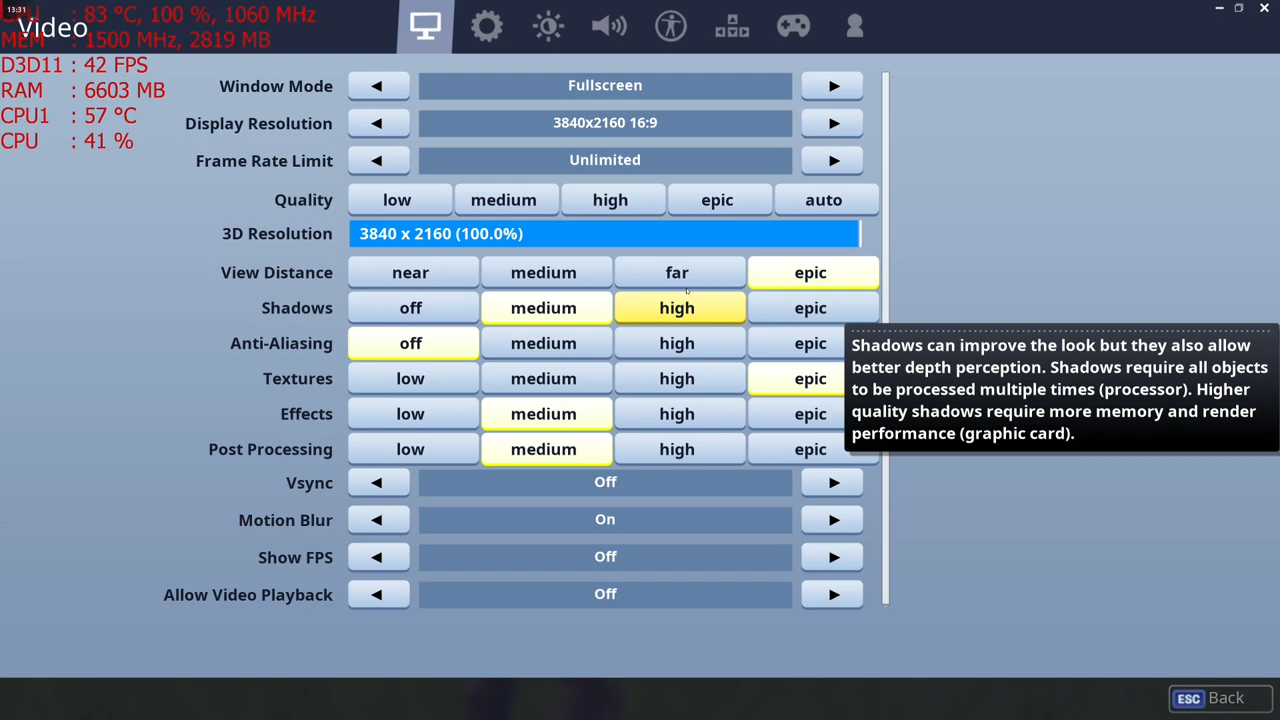 13:31
GPU : 83 °C, 100 %, 1060 MHz
Video
MEM : 1500 MHz, 2819 MB
D3D11 : 42 FPS
RAM : 6603 MB
CPU1 : 57 °C
CPU : 41 %
Window Mode ◄ Fullscreen ►
Display Resolution ◄ 3840x2160 16:9 ►
Frame Rate Limit ◄ Unlimited ►
Quality low medium high epic auto
3D Resolution 3840 x 2160 (100.0%)
View Distance near medium far epic
Shadows off medium high epic
Anti-Aliasing off medium high epic
Textures low medium high epic
Effects low medium high epic
Post Processing low medium high epic
Shadows can improve the look but they also allow
better depth perception. Shadows require all objects
to be processed multiple times (processor). Higher
quality shadows require more memory and render
performance (graphic card).
Vsync ◄ Off ►
Motion Blur ◄ On ►
Show FPS ◄ Off ►
Allow Video Playback ◄ Off ►
ESC Back